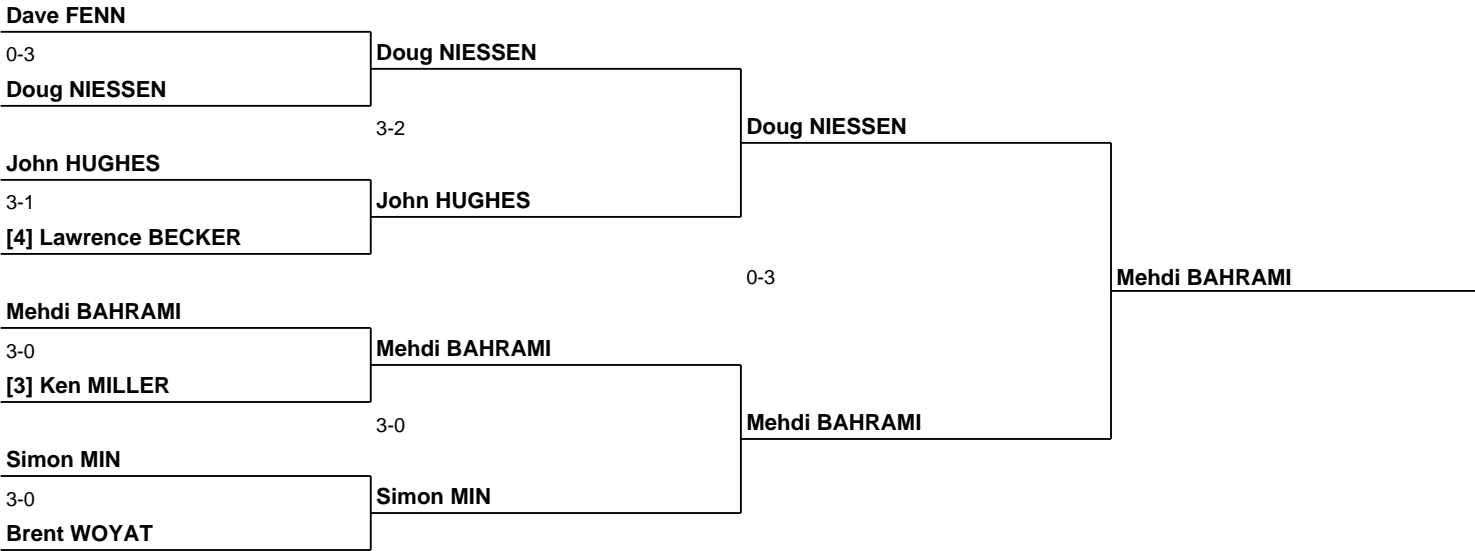 Dave FENN
0-3
Doug NIESSEN
Doug NIESSEN
3-2
Doug NIESSEN
John HUGHES
3-1
John HUGHES
[4] Lawrence BECKER
0-3
Mehdi BAHRAMI
Mehdi BAHRAMI
3-0
Mehdi BAHRAMI
[3] Ken MILLER
3-0
Mehdi BAHRAMI
Simon MIN
3-0
Simon MIN
Brent WOYAT